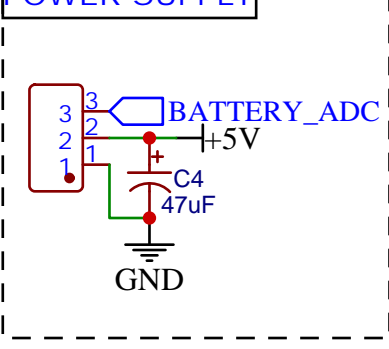 POWER SUPPLY
3 3 BATTERY_ADC
2 2 +5V
1 1
+
C4
47uF
GND